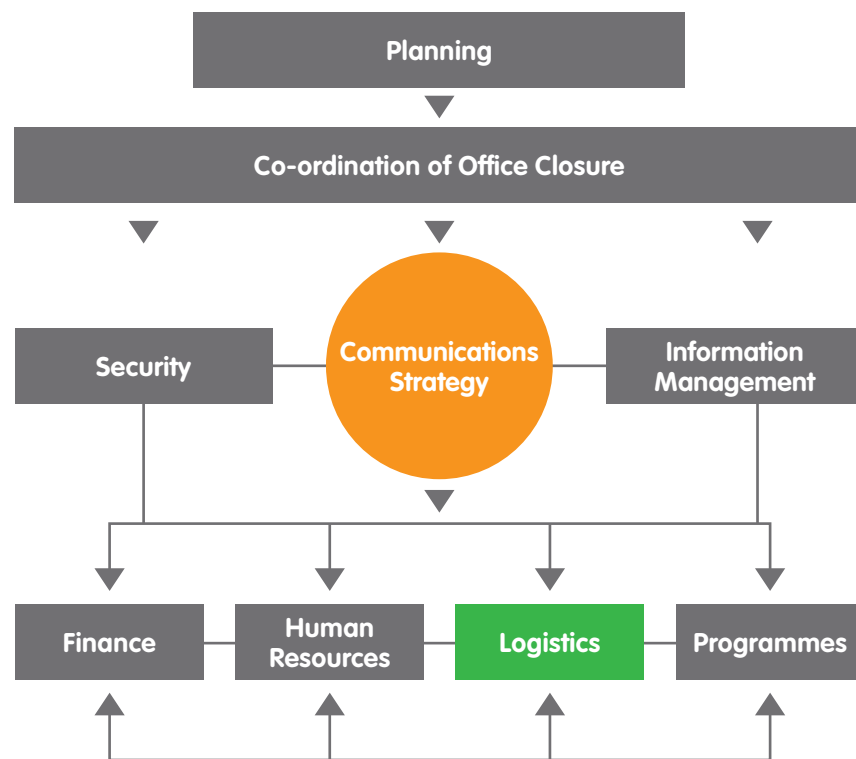 Planning
Co-ordination of Office Closure
Security
Communications
Strategy
Information
Management
Finance
Human
Resources
Logistics
Programmes